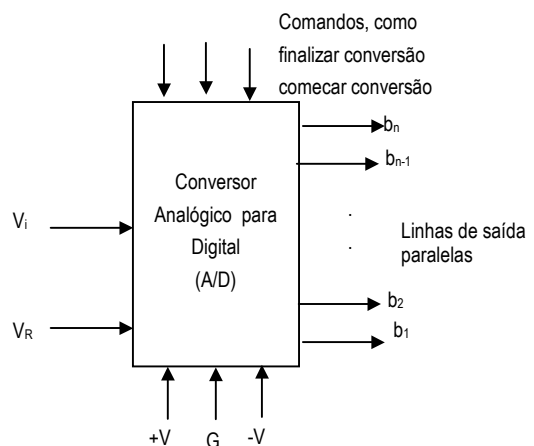 Comandos, como
finalizar conversão
começar conversão
bn
bn-1
Conversor
Analógico para
Digital
(A/D)
Vi
.
.
Linhas de saída
paralelas
b2
VR
b1
+V
G
-V